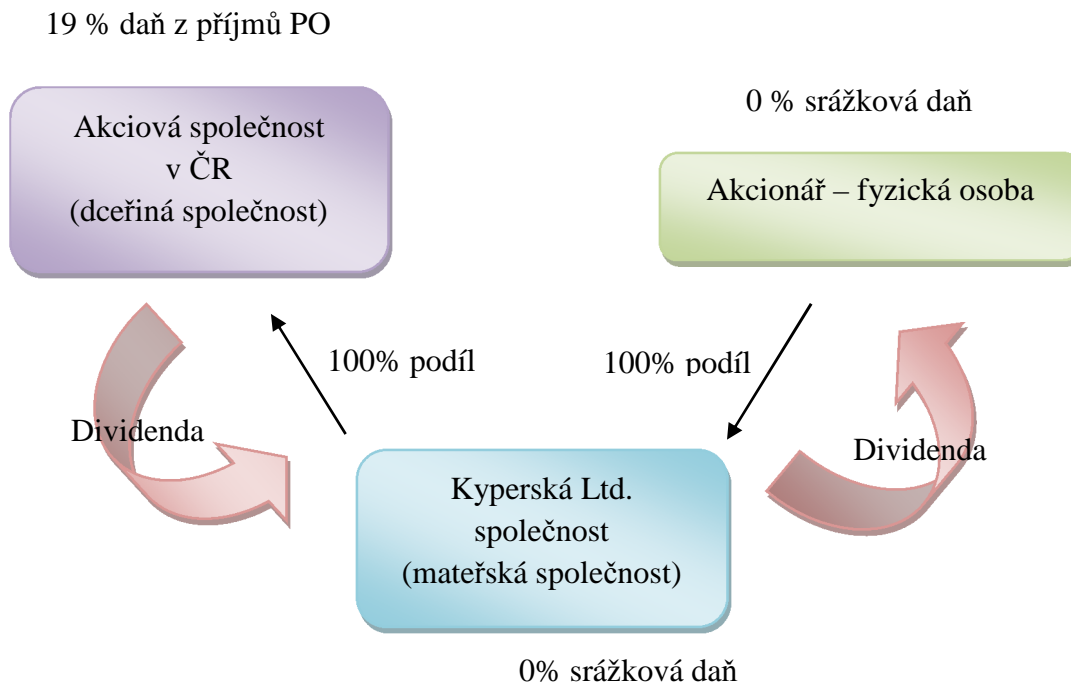 19 % daň z příjmů PO
Akciová společnost
v ČR
(dceřiná společnost)
0 % srážková daň
Akcionář – fyzická osoba
100% podíl
100% podíl
Dividenda
Dividenda
Kyperská Ltd.
společnost
(mateřská společnost)
0% srážková daň